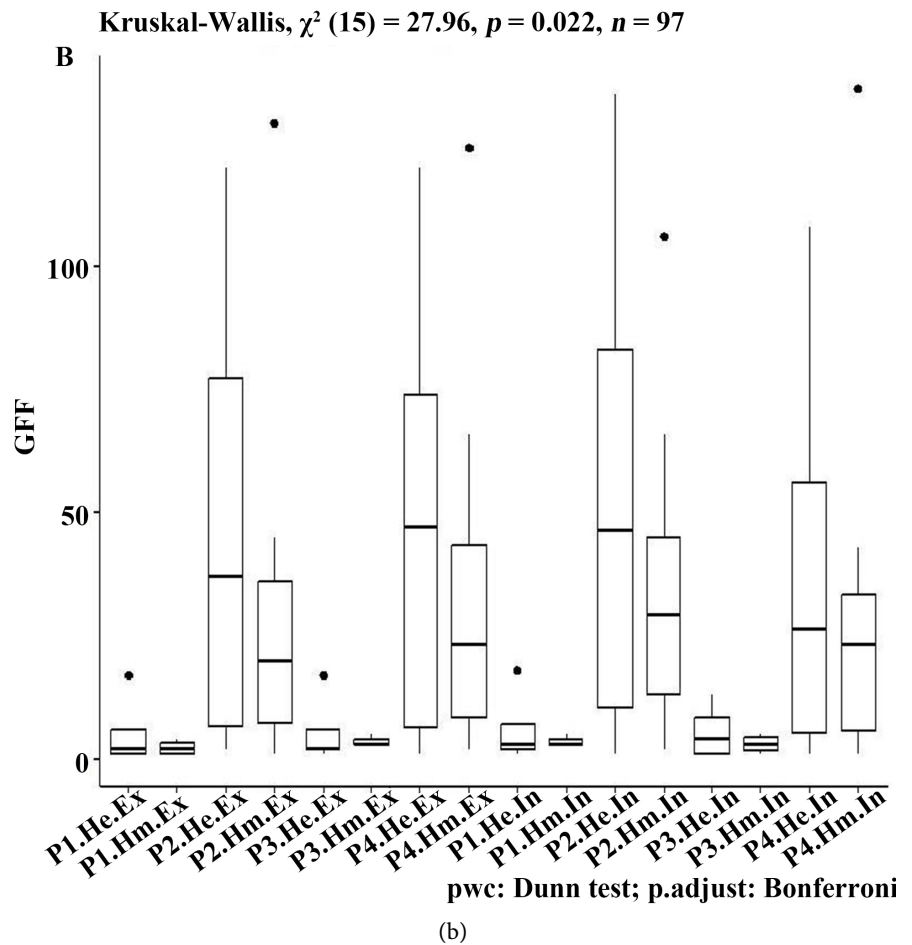 Kruskal-Wallis, χ² (15) = 27.96, p = 0.022, n = 97
B
100
50
0
GFF
P1.He.Ex
P1.Hm.Ex
P2.He.Ex
P2.Hm.Ex
P3.He.Ex
P3.Hm.Ex
P4.He.Ex
P4.Hm.Ex
P1.He.In
P1.Hm.In
P2.He.In
P2.Hm.In
P3.He.In
P3.Hm.In
P4.He.In
P4.Hm.In
pwc: Dunn test; p.adjust: Bonferroni
(b)